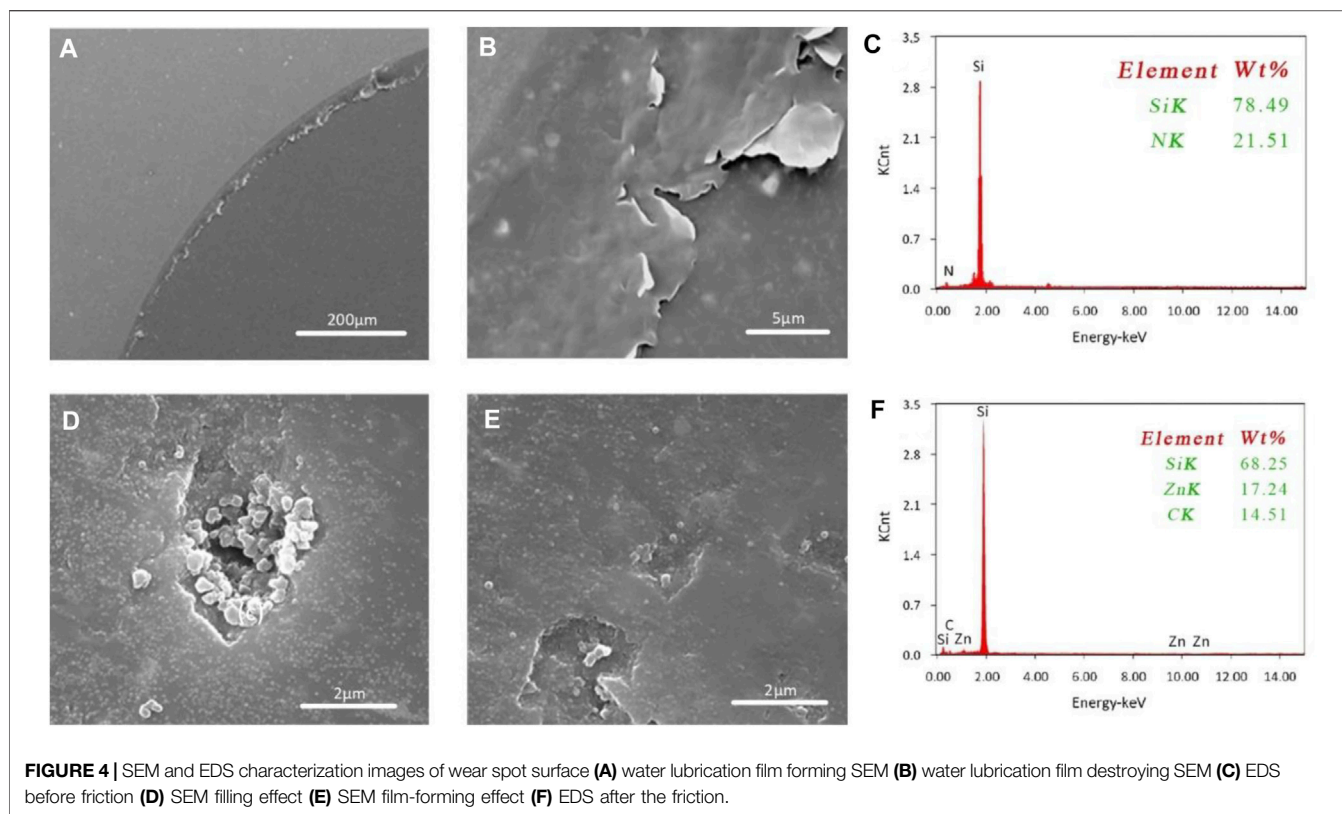 A
200μm
B
5μm
C
3.5
2.8
2.1
1.4
0.7
0.0
KCnt
Si
N
Element Wt%
SiK 78.49
NK 21.51
0.00 2.00 4.00 6.00 8.00 10.00 12.00 14.00
Energy-keV
D
2μm
E
2μm
F
3.5
2.8
2.1
1.4
0.7
0.0
KCnt
Si
Element Wt%
SiK 68.25
ZnK 17.24
CK 14.51
C
Si Zn
Zn Zn
0.00 2.00 4.00 6.00 8.00 10.00 12.00 14.00
Energy-keV
FIGURE 4 | SEM and EDS characterization images of wear spot surface (A) water lubrication film forming SEM (B) water lubrication film destroying SEM (C) EDS
before friction (D) SEM filling effect (E) SEM film-forming effect (F) EDS after the friction.